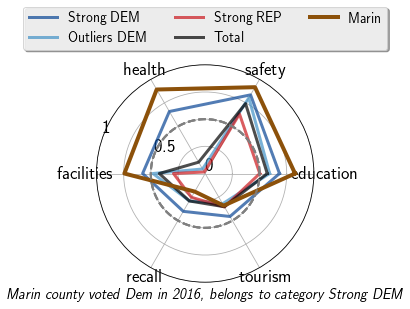 Strong DEM Strong REP Marin
Outliers DEM Total
health safety
1
0.5
0
facilities education
recall tourism
Marin county voted Dem in 2016, belongs to category Strong DEM